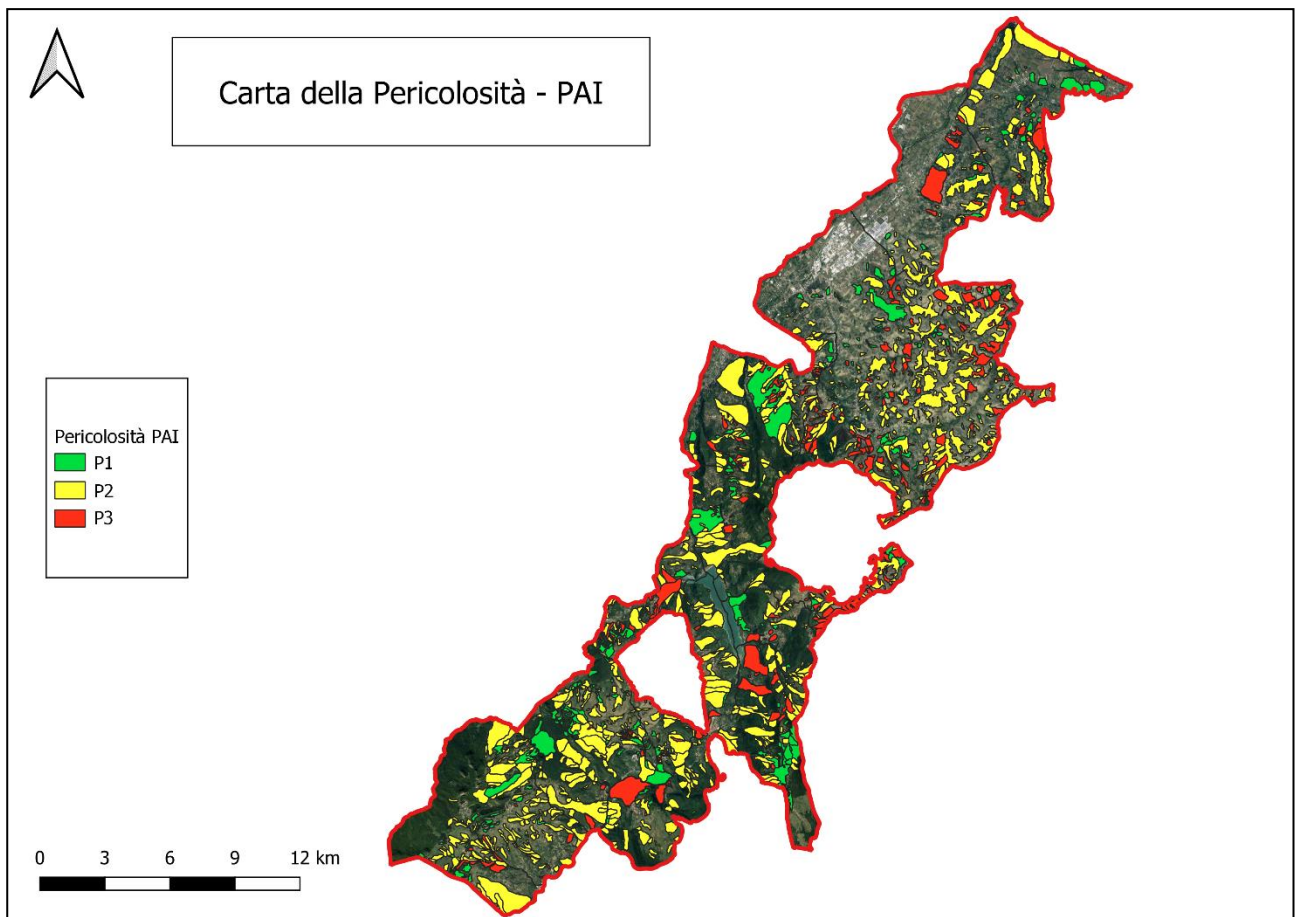 Carta della Pericolosità - PAI
Pericolosità PAI
P1
P2
P3
0 3 6 9 12 km